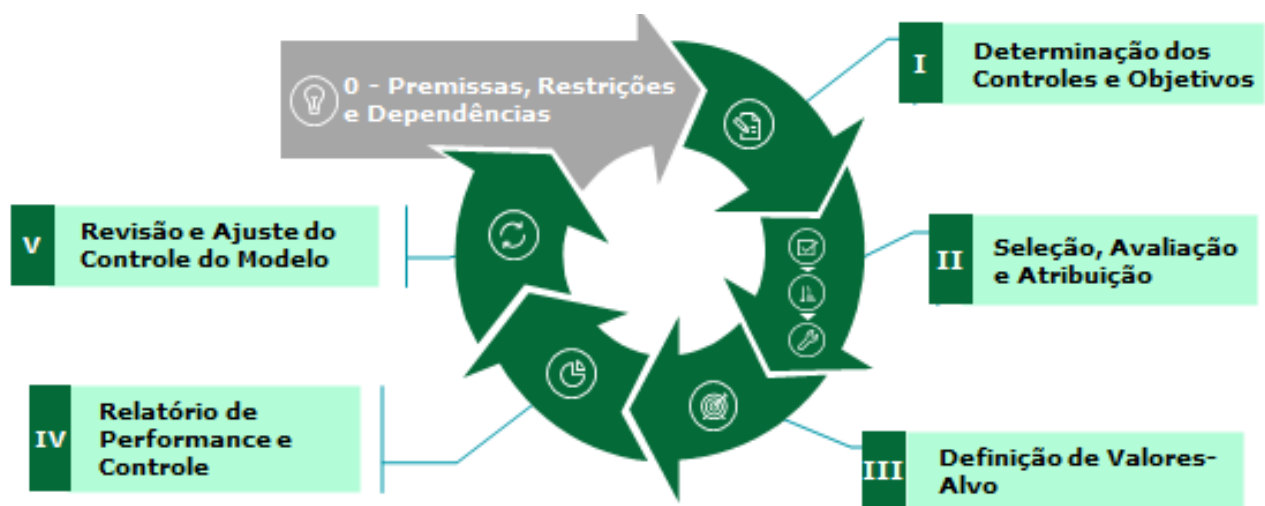 0 - Premissas, Restrições
e Dependências
I
Determinação dos
Controles e Objetivos
II
Seleção, Avaliação
e Atribuição
III
Definição de Valores-
Alvo
IV
Relatório de
Performance e
Controle
V
Revisão e Ajuste do
Controle do Modelo